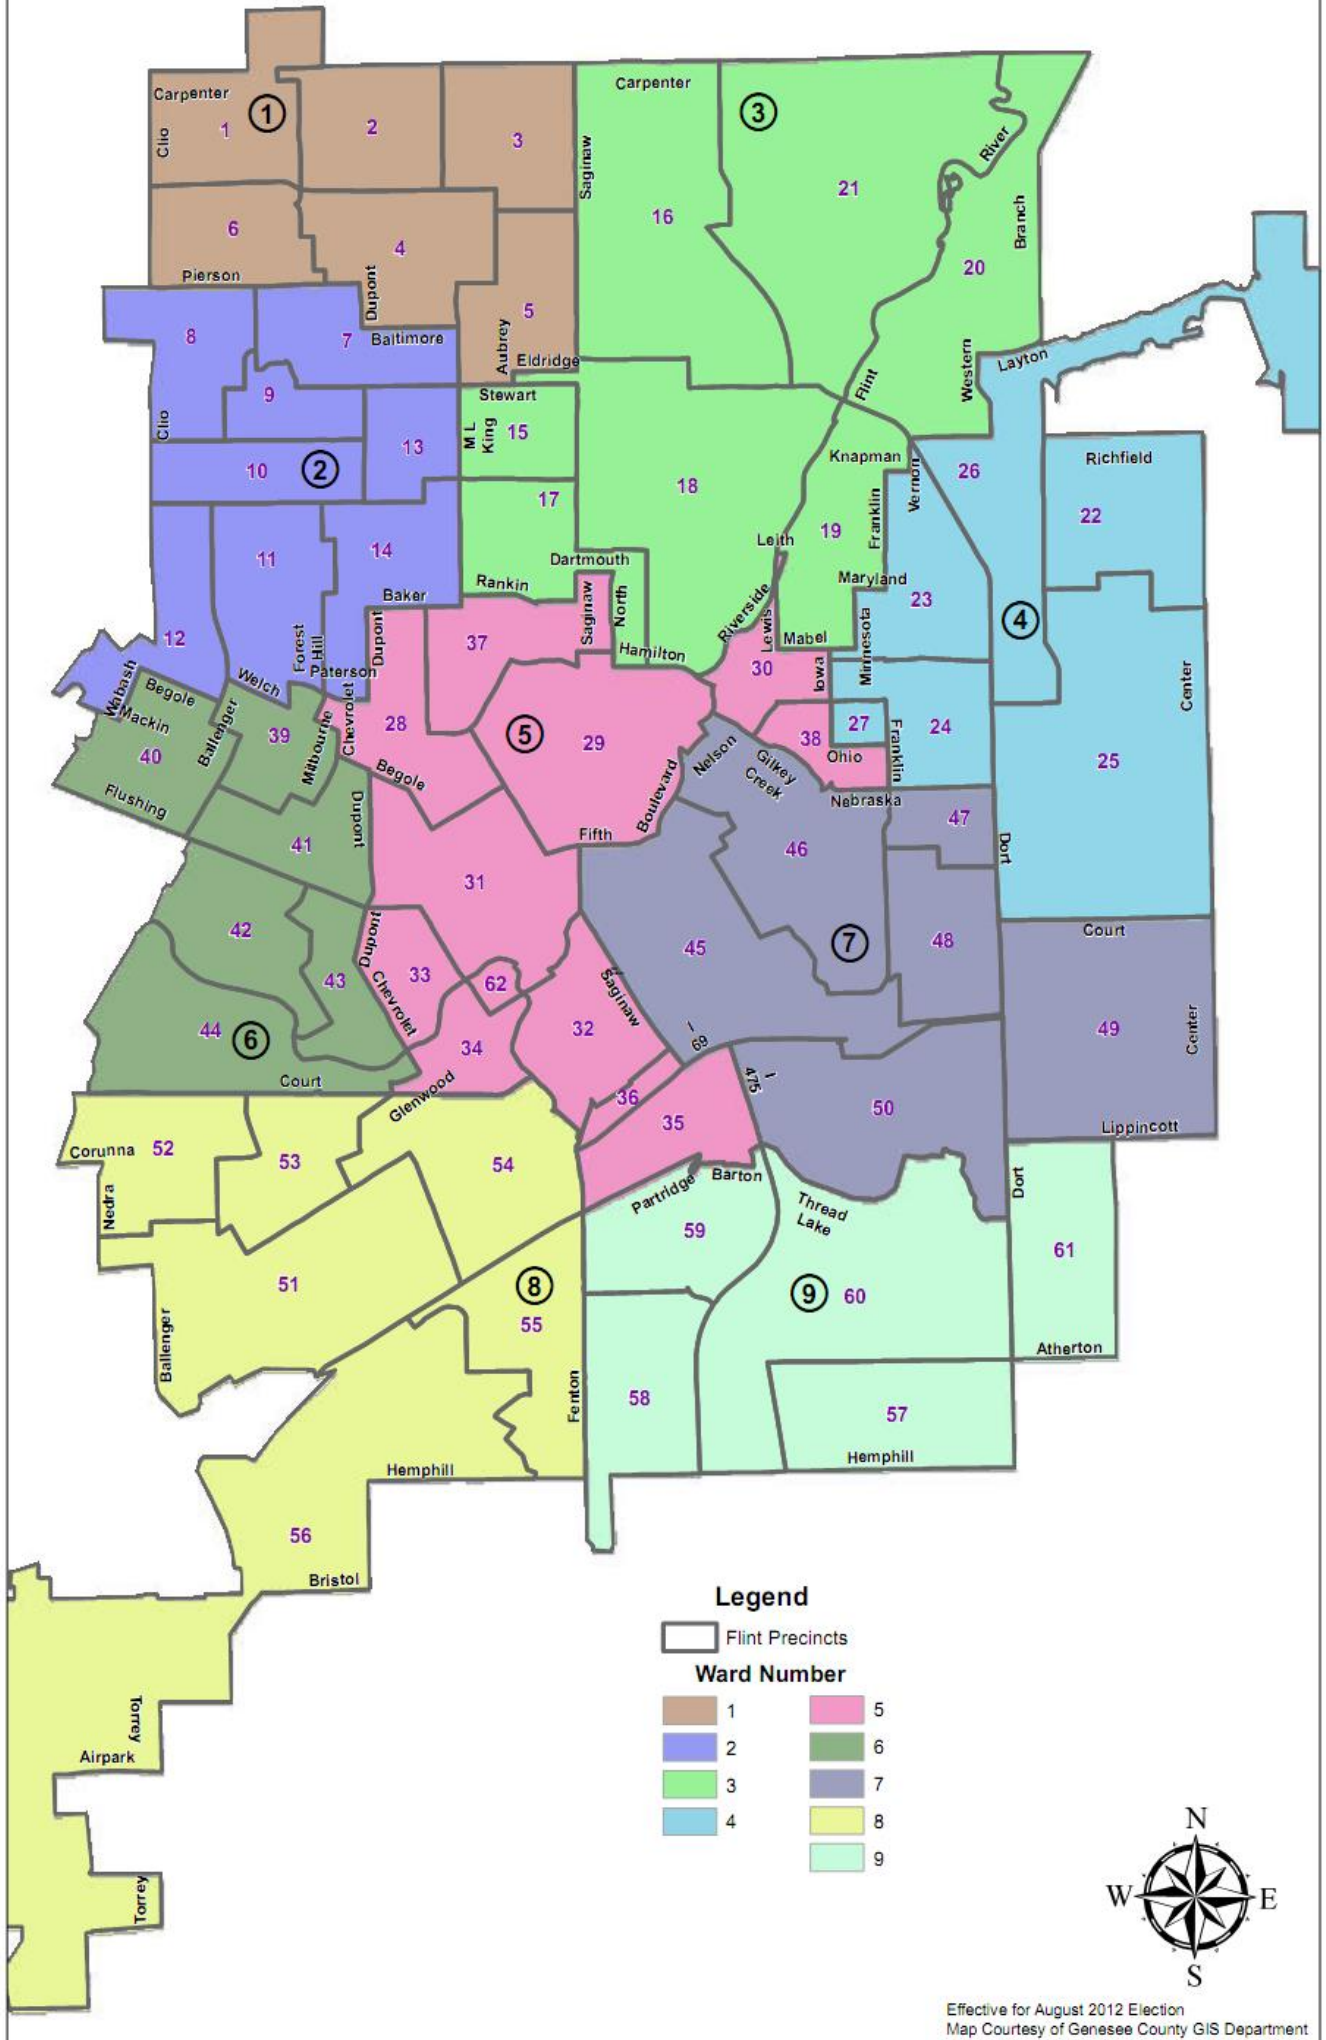 Carpenter
Carpenter
1
3
Clio
1
2
3
Saginaw
River
21
16
Branch
6
4
20
Pierson
Dupont
5
8
7
Baltimore
Aubrey
Eldridge
Western
Layton
Flint
9
Stewart
M L
King
15
Clio
13
Knapman
Richfield
10
2
26
Vernon
17
18
22
Franklin
19
Leith
11
14
Dartmouth
Rankin
Maryland
Baker
Saginaw
North
Riverside
Lewis
23
4
12
37
Mabel
Minnesota
Forest
Hill
Dupont
Hamilton
30
Iowa
Paterson
Wabash
Begole
Welch
Center
Mackin
Ballenger
39
Milbourne
Chevrolet
28
5
29
27
Franklin
24
40
38
Nelson
Gilkey
Creek
Ohio
25
Begole
Flushing
Dupont
Boulevard
Nebraska
47
41
Fifth
46
Dort
31
42
Dupont
Court
45
7
48
43
33
62
Chevrolet
Saginaw
44
6
34
32
I
69
49
Center
Court
Glenwood
36
I
475
50
35
Lippincott
Corunna
52
53
54
Partridge
Barton
Dort
Nedra
Thread
Lake
59
61
51
8
9
60
55
Ballenger
Atherton
Fenton
58
57
Hemphill
Hemphill
56
Bristol
Legend
Flint Precincts
Ward Number
1
5
2
6
3
7
4
8
9
Torrey
Airpark
Torrey
N
W
E
S
Effective for August 2012 Election
Map Courtesy of Genesee County GIS Department